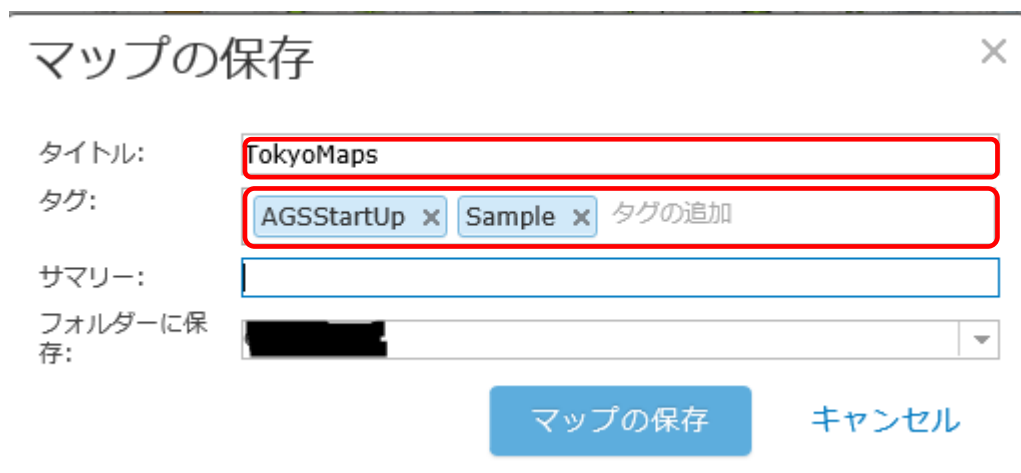 マップの保存
タイトル: TokyoMaps
タグ: AGSStartUp × Sample × タグの追加
サマリー:
フォルダーに保
存:
マップの保存 キャンセル